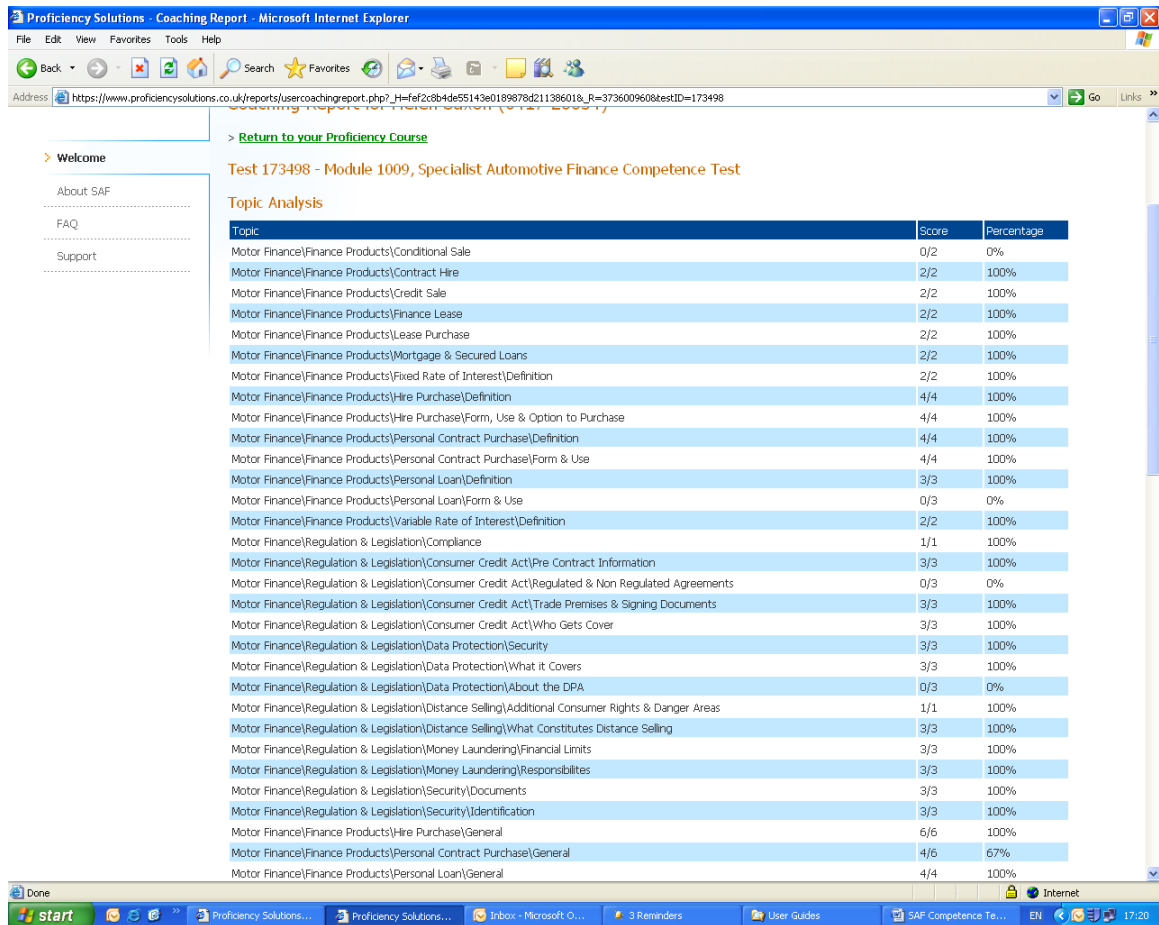 Proficiency Solutions - Coaching Report - Microsoft Internet Explorer
File Edit View Favorites Tools Help
Back Search Favorites
Address https://www.proficiencysolutions.co.uk/reports/usercoachingreport.php?_H=fef2c8b4de55143e0189878d21138601&_R=3736009608testID=173498 Go Links »
> Return to your Proficiency Course
Welcome
About SAF
FAQ
Support
Test 173498 - Module 1009, Specialist Automotive Finance Competence Test
Topic Analysis
Topic Score Percentage
Motor Finance\Finance Products\Conditional Sale 0/2 0%
Motor Finance\Finance Products\Contract Hire 2/2 100%
Motor Finance\Finance Products\Credit Sale 2/2 100%
Motor Finance\Finance Products\Finance Lease 2/2 100%
Motor Finance\Finance Products\Lease Purchase 2/2 100%
Motor Finance\Finance Products\Mortgage & Secured Loans 2/2 100%
Motor Finance\Finance Products\Fixed Rate of Interest\Definition 2/2 100%
Motor Finance\Finance Products\Hire Purchase\Definition 4/4 100%
Motor Finance\Finance Products\Hire Purchase\Form, Use & Option to Purchase 4/4 100%
Motor Finance\Finance Products\Personal Contract Purchase\Definition 4/4 100%
Motor Finance\Finance Products\Personal Contract Purchase\Form & Use 4/4 100%
Motor Finance\Finance Products\Personal Loan\Definition 3/3 100%
Motor Finance\Finance Products\Personal Loan\Form & Use 0/3 0%
Motor Finance\Finance Products\Variable Rate of Interest\Definition 2/2 100%
Motor Finance\Regulation & Legislation\Compliance 1/1 100%
Motor Finance\Regulation & Legislation\Consumer Credit Act\Pre Contract Information 3/3 100%
Motor Finance\Regulation & Legislation\Consumer Credit Act\Regulated & Non Regulated Agreements 0/3 0%
Motor Finance\Regulation & Legislation\Consumer Credit Act\Trade Premises & Signing Documents 3/3 100%
Motor Finance\Regulation & Legislation\Consumer Credit Act\Who Gets Cover 3/3 100%
Motor Finance\Regulation & Legislation\Data Protection\Security 3/3 100%
Motor Finance\Regulation & Legislation\Data Protection\What it Covers 3/3 100%
Motor Finance\Regulation & Legislation\Data Protection\About the DPA 0/3 0%
Motor Finance\Regulation & Legislation\Distance Selling\Additional Consumer Rights & Danger Areas 1/1 100%
Motor Finance\Regulation & Legislation\Distance Selling\What Constitutes Distance Selling 3/3 100%
Motor Finance\Regulation & Legislation\Money Laundering\Financial Limits 3/3 100%
Motor Finance\Regulation & Legislation\Money Laundering\Responsibilites 3/3 100%
Motor Finance\Regulation & Legislation\Security\Documents 3/3 100%
Motor Finance\Regulation & Legislation\Security\Identification 3/3 100%
Motor Finance\Finance Products\Hire Purchase\General 6/6 100%
Motor Finance\Finance Products\Personal Contract Purchase\General 4/6 67%
Motor Finance\Finance Products\Personal Loan\General 4/4 100%
Done Internet
start » Proficiency Solutions... Proficiency Solutions... Inbox - Microsoft O... 3 Reminders User Guides SAF Competence Te... EN 17:20